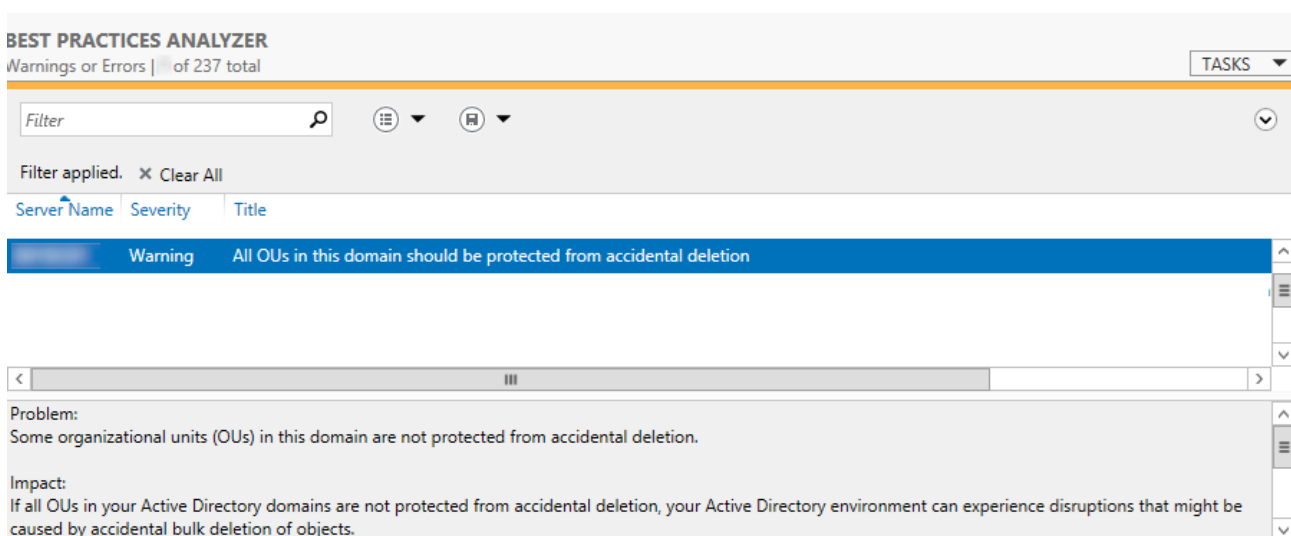 BEST PRACTICES ANALYZER
Warnings or Errors | of 237 total
TASKS
Filter
Filter applied. Clear All
Server Name Severity Title
Warning All OUs in this domain should be protected from accidental deletion
Problem:
Some organizational units (OUs) in this domain are not protected from accidental deletion.
Impact:
If all OUs in your Active Directory domains are not protected from accidental deletion, your Active Directory environment can experience disruptions that might be
caused by accidental bulk deletion of objects.